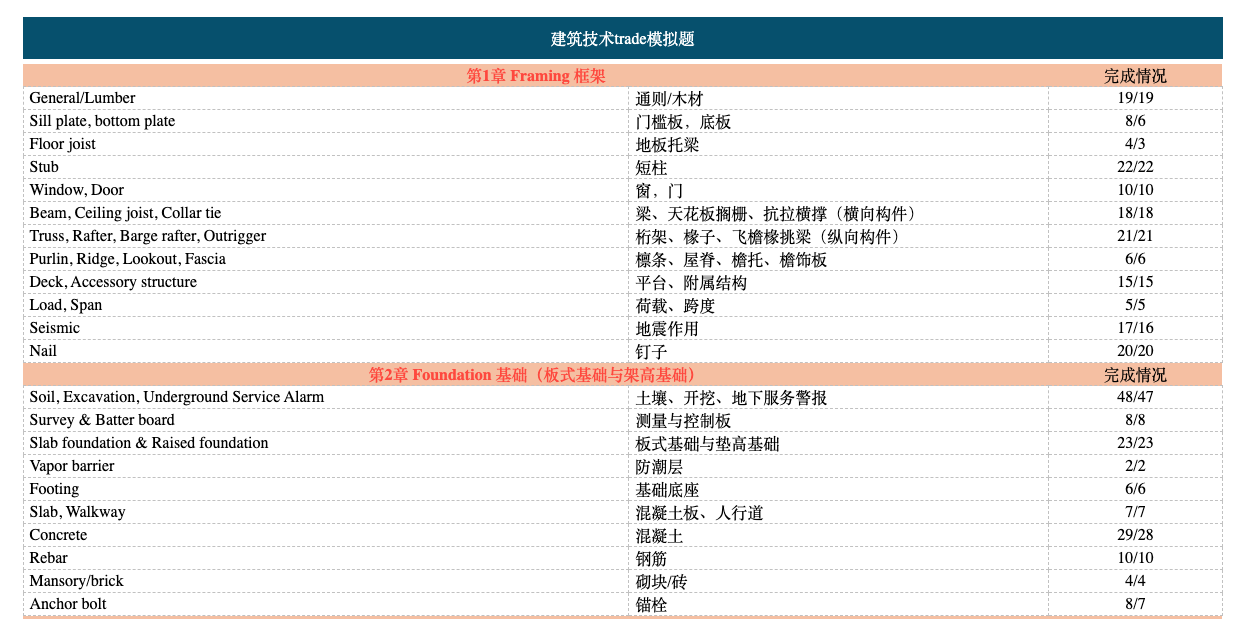 建筑技术trade模拟题
第1章 Framing 框架 完成情况
General/Lumber 通则/木材 19/19
Sill plate, bottom plate 门槛板，底板 8/6
Floor joist 地板托梁 4/3
Stub 短柱 22/22
Window, Door 窗，门 10/10
Beam, Ceiling joist, Collar tie 梁、天花板搁栅、抗拉横撑（横向构件） 18/18
Truss, Rafter, Barge rafter, Outrigger 桁架、椽子、飞檐椽挑梁（纵向构件） 21/21
Purlin, Ridge, Lookout, Fascia 檩条、屋脊、檐托、檐饰板 6/6
Deck, Accessory structure 平台、附属结构 15/15
Load, Span 荷载、跨度 5/5
Seismic 地震作用 17/16
Nail 钉子 20/20
第2章 Foundation 基础（板式基础与架高基础） 完成情况
Soil, Excavation, Underground Service Alarm 土壤、开挖、地下服务警报 48/47
Survey & Batter board 测量与控制板 8/8
Slab foundation & Raised foundation 板式基础与垫高基础 23/23
Vapor barrier 防潮层 2/2
Footing 基础底座 6/6
Slab, Walkway 混凝土板、人行道 7/7
Concrete 混凝土 29/28
Rebar 钢筋 10/10
Mansory/brick 砌块/砖 4/4
Anchor bolt 锚栓 8/7